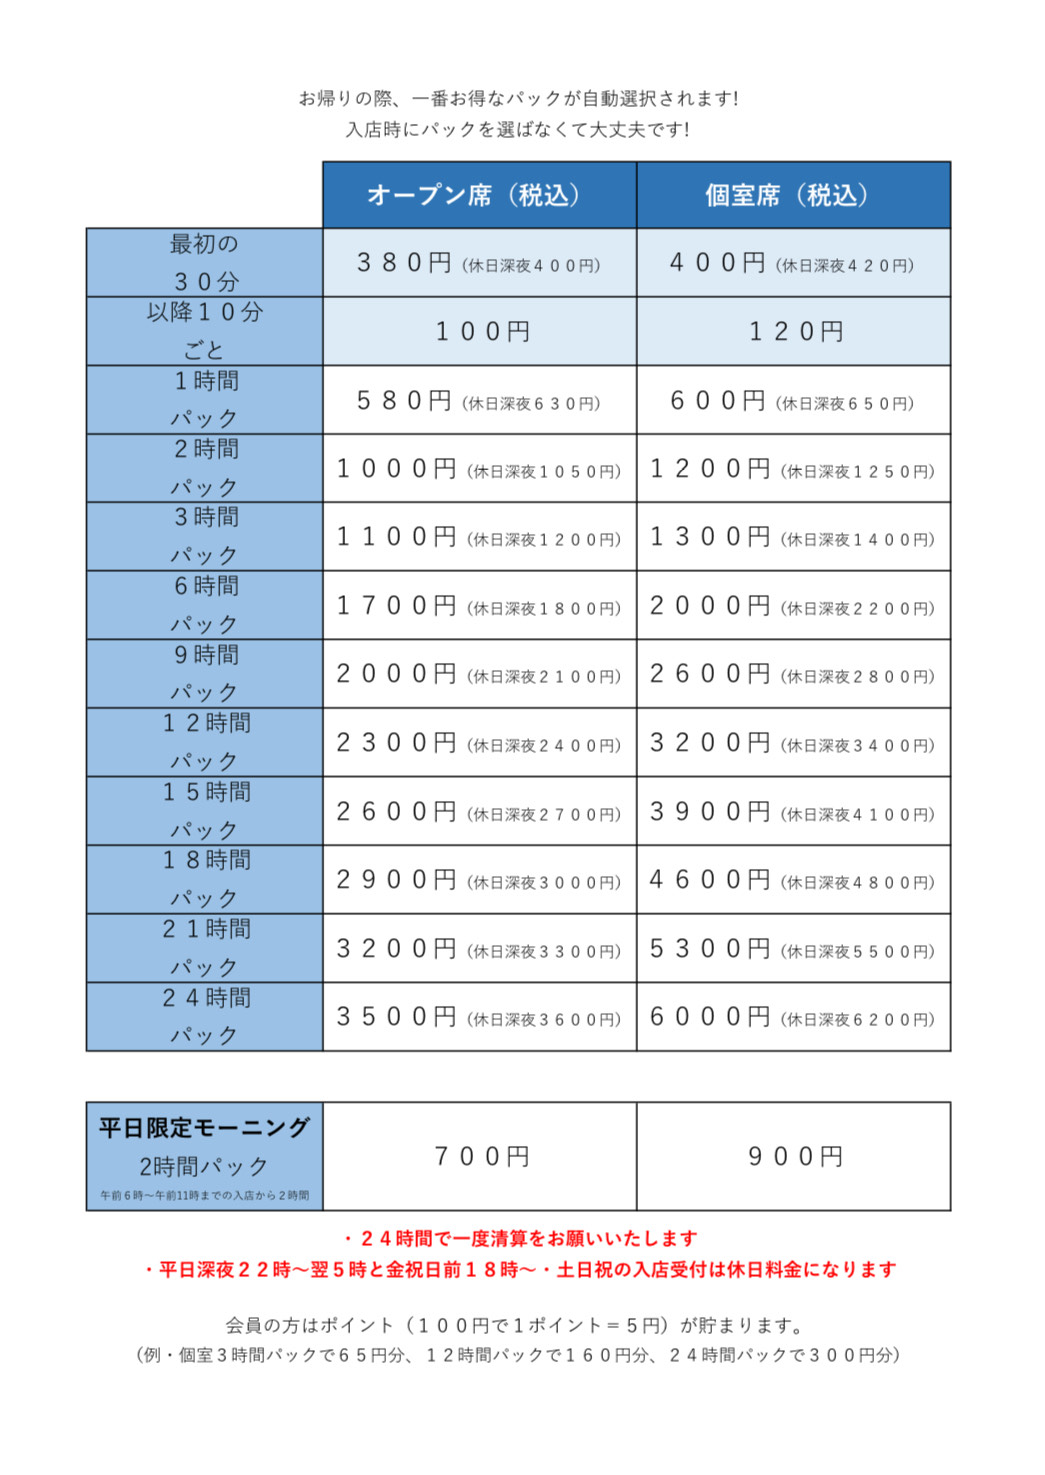 お帰りの際、一番お得なパックが自動選択されます!
入店時にパックを選ばなくて大丈夫です!
オープン席（税込） 個室席（税込）
最初の
３０分
３８０円（休日深夜４００円） ４００円（休日深夜４２０円）
以降１０分
ごと
１００円 １２０円
１時間
パック
５８０円（休日深夜６３０円） ６００円（休日深夜６５０円）
２時間
パック
１０００円（休日深夜１０５０円） １２００円（休日深夜１２５０円）
３時間
パック
１１００円（休日深夜１２００円） １３００円（休日深夜１４００円）
６時間
パック
１７００円（休日深夜１８００円） ２０００円（休日深夜２２００円）
９時間
パック
２０００円（休日深夜２１００円） ２６００円（休日深夜２８００円）
１２時間
パック
２３００円（休日深夜２４００円） ３２００円（休日深夜３４００円）
１５時間
パック
２６００円（休日深夜２７００円） ３９００円（休日深夜４１００円）
１８時間
パック
２９００円（休日深夜３０００円） ４６００円（休日深夜４８００円）
２１時間
パック
３２００円（休日深夜３３００円） ５３００円（休日深夜５５００円）
２４時間
パック
３５００円（休日深夜３６００円） ６０００円（休日深夜６２００円）
平日限定モーニング
2時間パック
午前６時～午前11時までの入店から２時間
７００円 ９００円
・２４時間で一度清算をお願いいたします
・平日深夜２２時～翌５時と金祝日前１８時～・土日祝の入店受付は休日料金になります
会員の方はポイント（１００円で１ポイント＝５円）が貯まります。
（例・個室３時間パックで６５円分、１２時間パックで１６０円分、２４時間パックで３００円分）